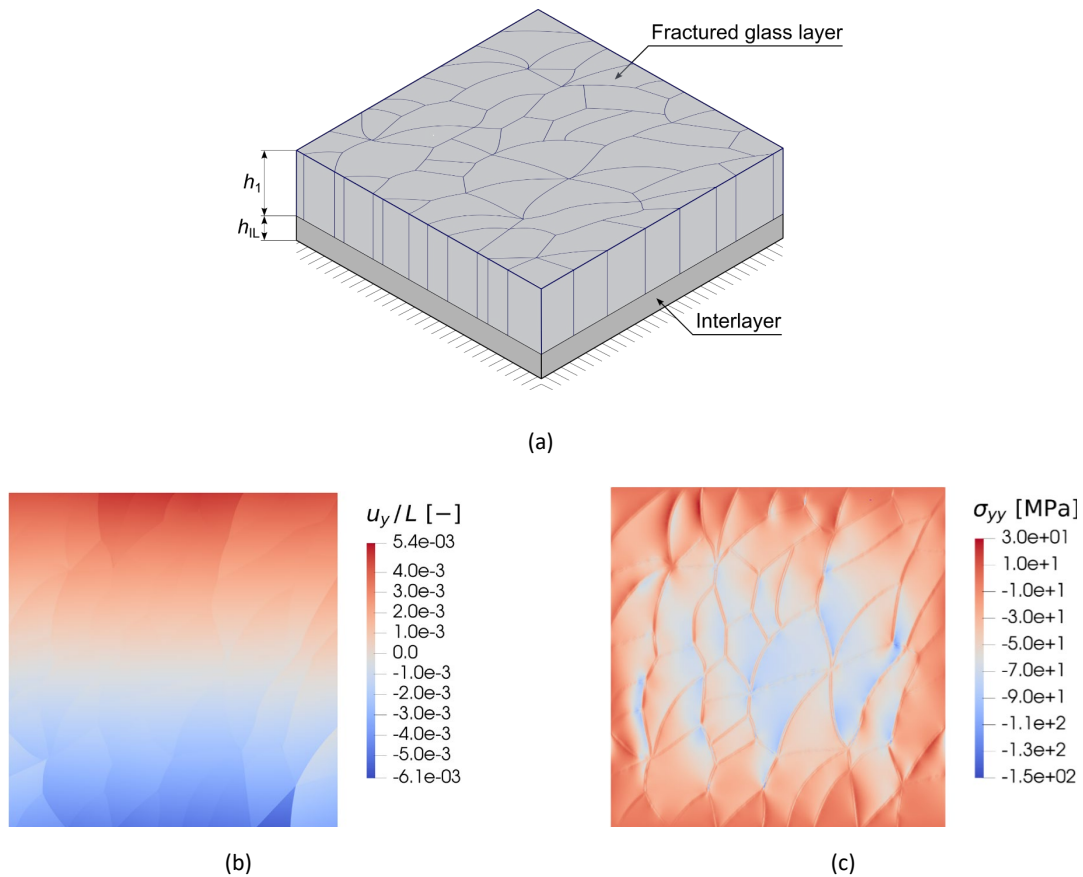 Fractured glass layer
h₁
h_IL
Interlayer
(a)
u_y/L [−]
5.4e-03
4.0e-3
3.0e-3
2.0e-3
1.0e-3
0.0
-1.0e-3
-2.0e-3
-3.0e-3
-4.0e-3
-5.0e-3
-6.1e-03
(b)
σ_yy [MPa]
3.0e+01
1.0e+1
-1.0e+1
-3.0e+1
-5.0e+1
-7.0e+1
-9.0e+1
-1.1e+2
-1.3e+2
-1.5e+02
(c)